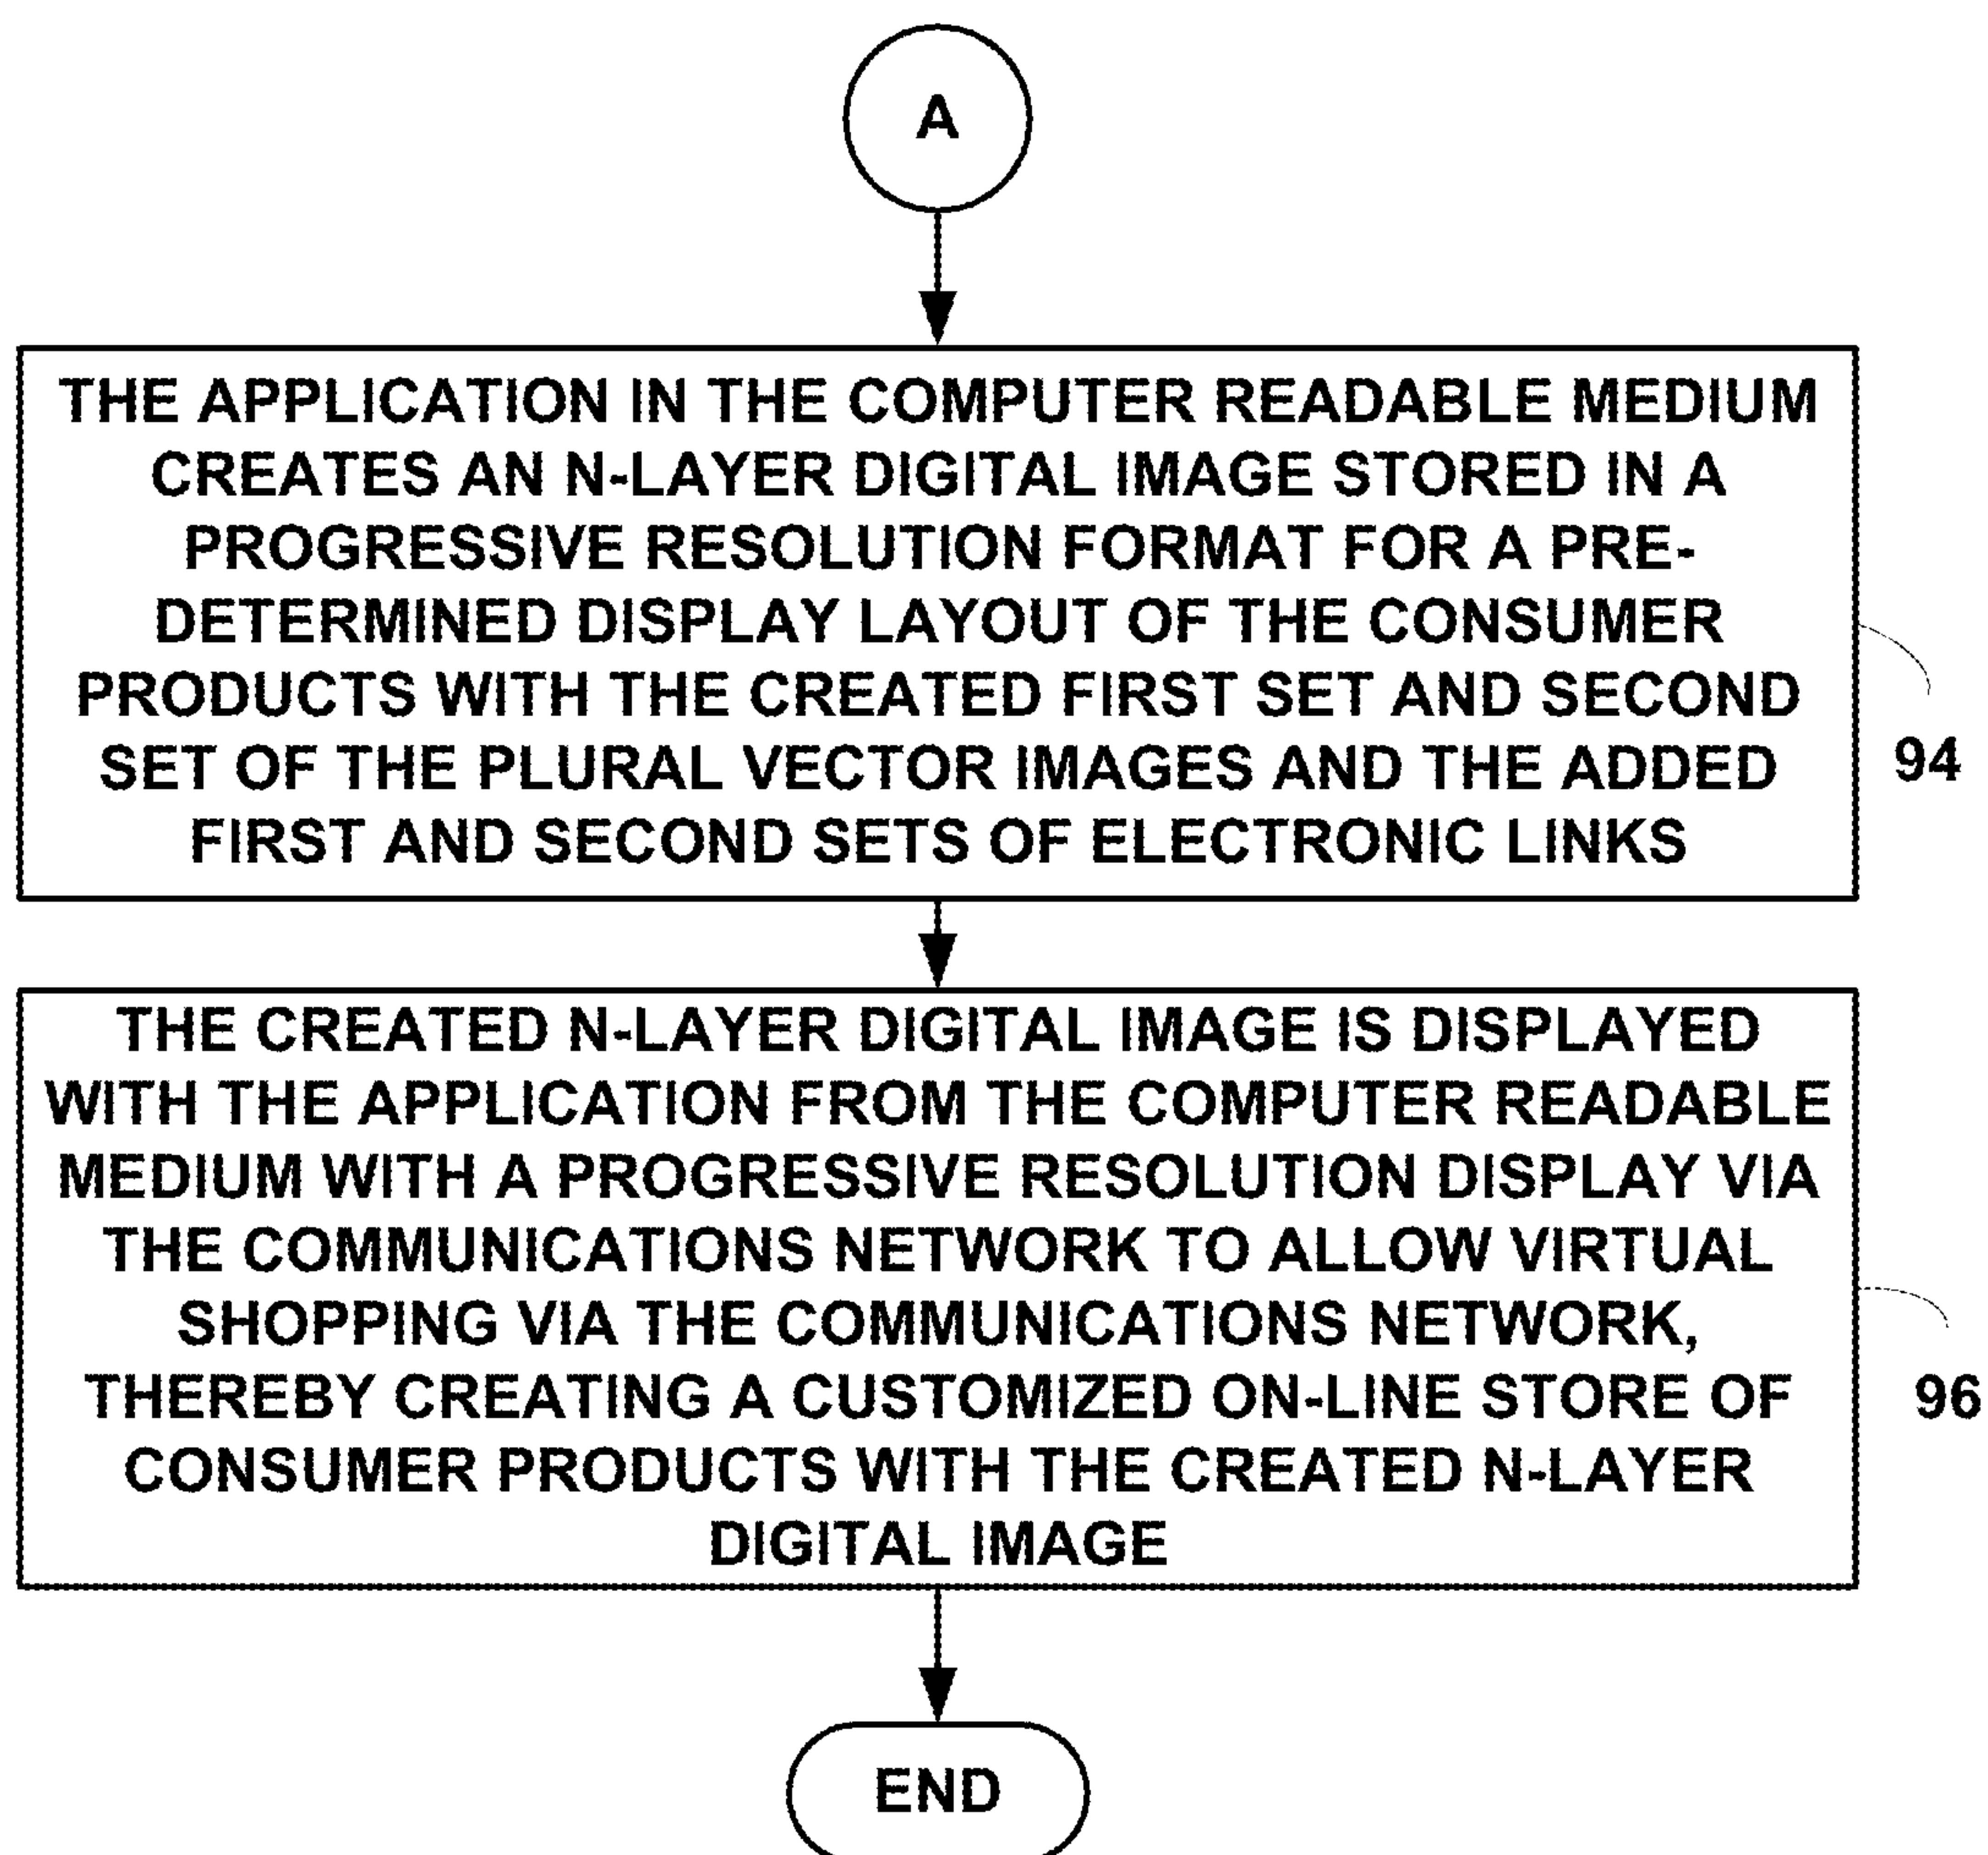 A
THE APPLICATION IN THE COMPUTER READABLE MEDIUM
CREATES AN N-LAYER DIGITAL IMAGE STORED IN A
PROGRESSIVE RESOLUTION FORMAT FOR A PRE-
DETERMINED DISPLAY LAYOUT OF THE CONSUMER
PRODUCTS WITH THE CREATED FIRST SET AND SECOND
SET OF THE PLURAL VECTOR IMAGES AND THE ADDED
FIRST AND SECOND SETS OF ELECTRONIC LINKS
94
THE CREATED N-LAYER DIGITAL IMAGE IS DISPLAYED
WITH THE APPLICATION FROM THE COMPUTER READABLE
MEDIUM WITH A PROGRESSIVE RESOLUTION DISPLAY VIA
THE COMMUNICATIONS NETWORK TO ALLOW VIRTUAL
SHOPPING VIA THE COMMUNICATIONS NETWORK,
THEREBY CREATING A CUSTOMIZED ON-LINE STORE OF
CONSUMER PRODUCTS WITH THE CREATED N-LAYER
DIGITAL IMAGE
96
END